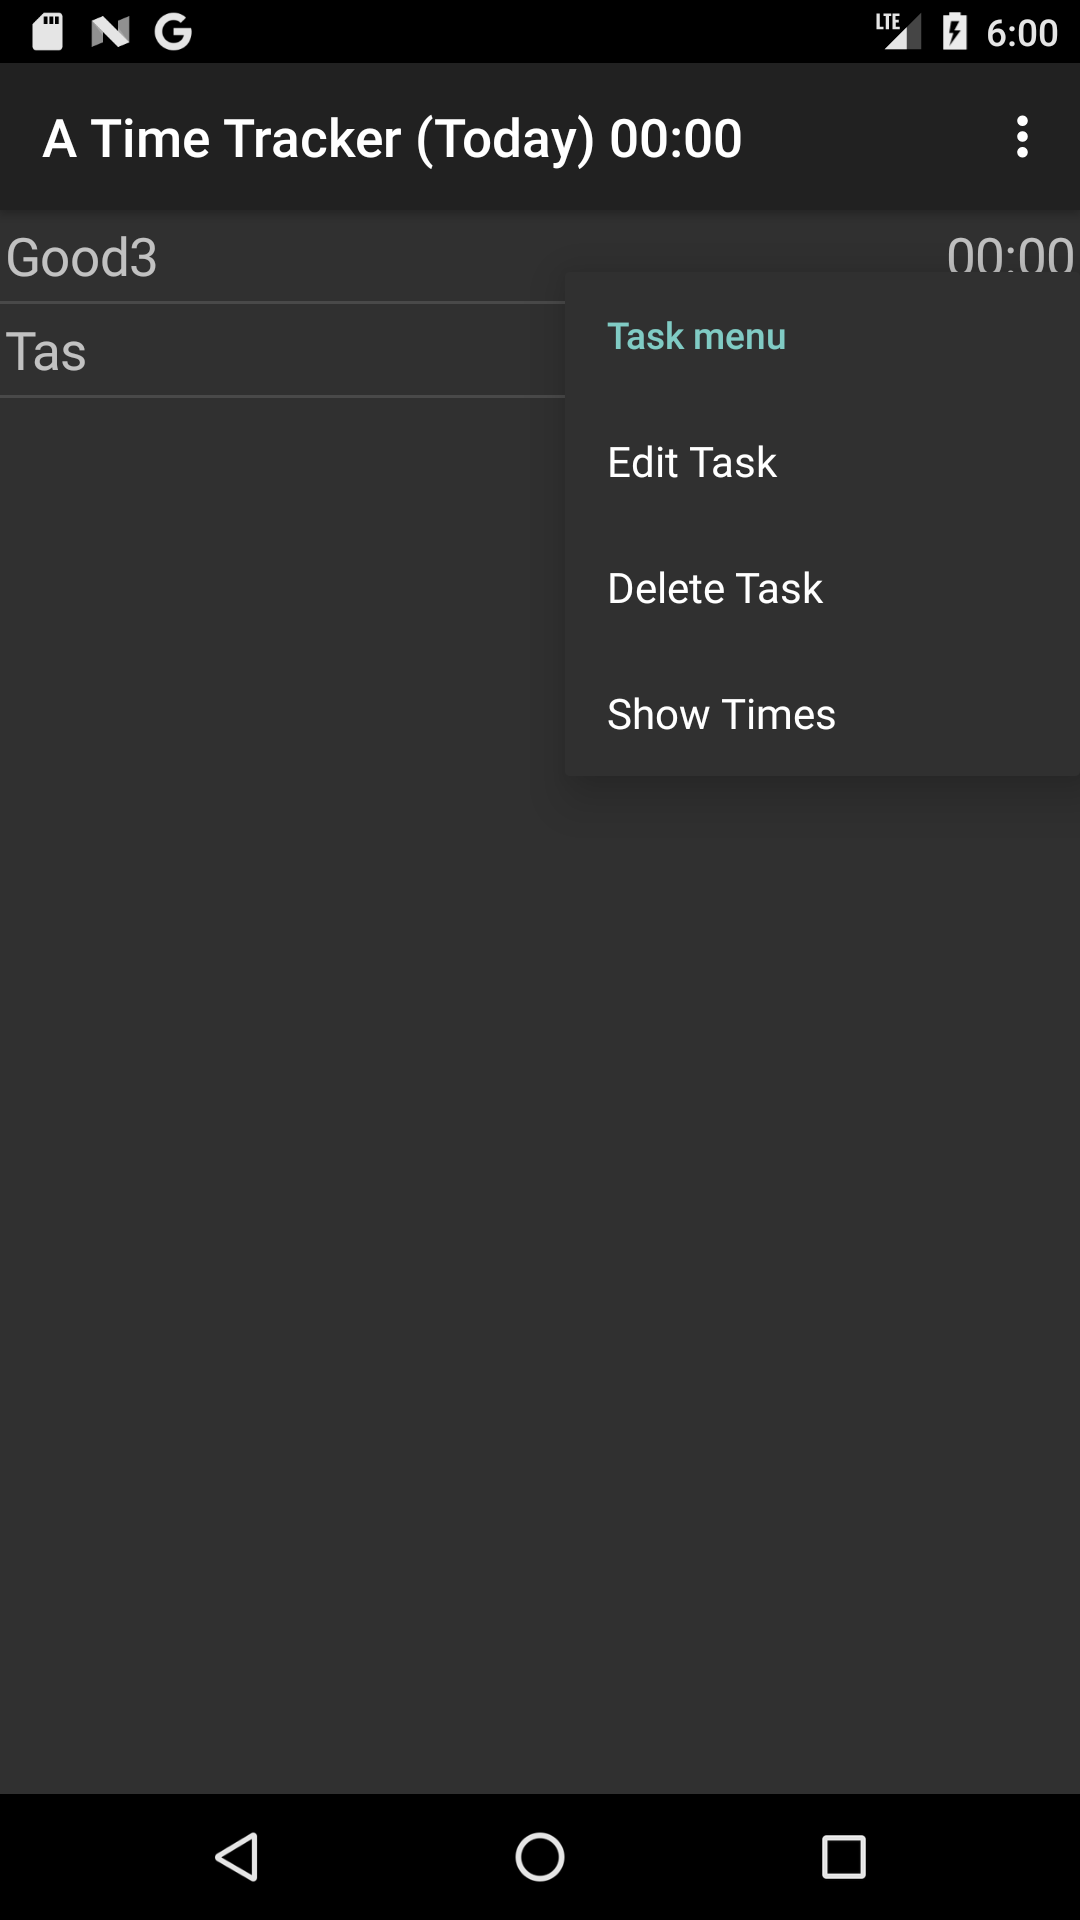 LTE 6:00
A Time Tracker (Today) 00:00
Good3 00:00
Tas
Task menu
Edit Task
Delete Task
Show Times